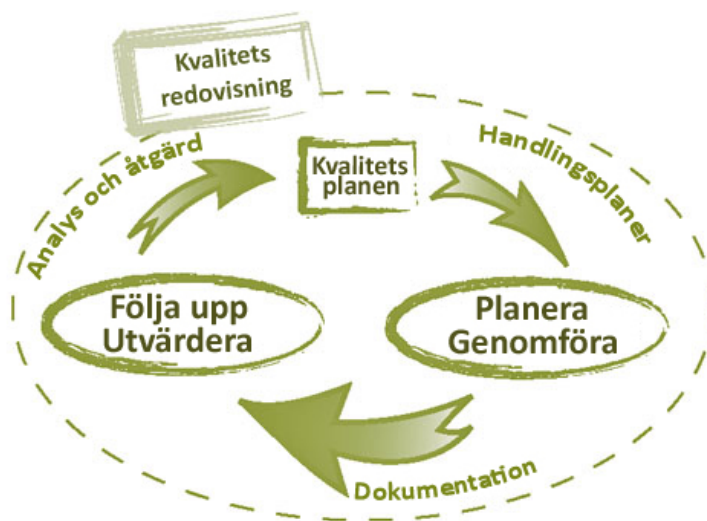 Kvalitets
redovisning
Analys och åtgärd
Kvalitets
planen
Handlingsplaner
Följa upp
Utvärdera
Planera
Genomföra
Dokumentation